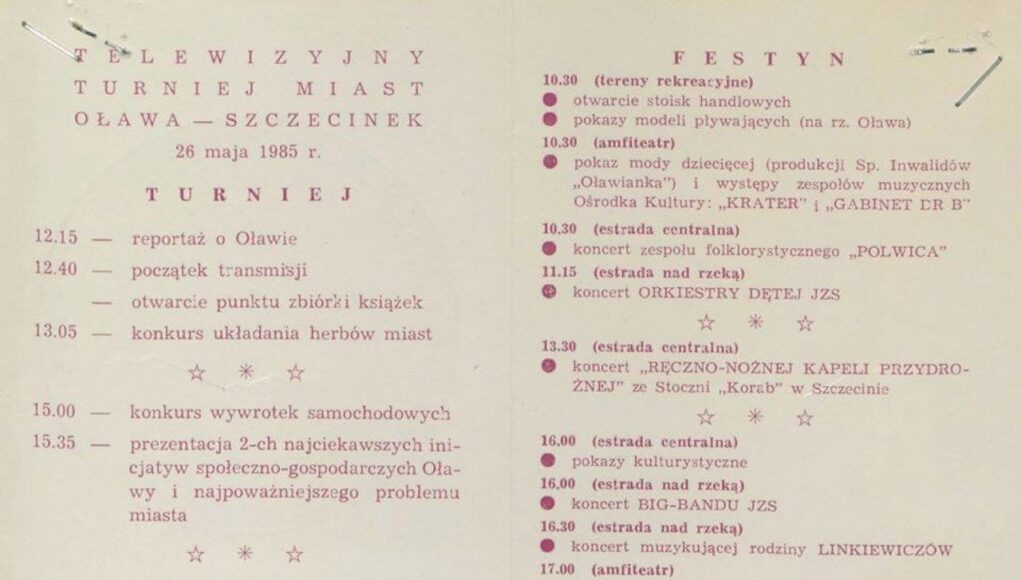 TELEWIZYJNY
TURNIEJ MIAST
OŁAWA — SZCZECINEK
26 maja 1985 r.
TURNIEJ
12.15 — reportaż o Oławie
12.40 — początek transmisji
— otwarcie punktu zbiórki książek
13.05 — konkurs układania herbów miast
☆ * ☆
15.00 — konkurs wywrotek samochodowych
15.35 — prezentacja 2-ch najciekawszych ini-
cjatyw społeczno-gospodarczych Oła-
wy i najpoważniejszego problemu
miasta
☆ * ☆
FESTYN
10.30 (tereny rekreacyjne)
● otwarcie stoisk handlowych
● pokazy modeli pływających (na rz. Oława)
10.30 (amfiteatr)
● pokaz mody dziecięcej (produkcji Sp. Inwalidów
„Oławianka") i występy zespołów muzycznych
Ośrodka Kultury: „KRATER" i „GABINET DR B"
10.30 (estrada centralna)
● koncert zespołu folklorystycznego „POLWICA"
11.15 (estrada nad rzeką)
● koncert ORKIESTRY DĘTEJ JZS
☆ * ☆
13.30 (estrada centralna)
● koncert „RĘCZNO-NOŻNEJ KAPELI PRZYDRO-
ŻNEJ" ze Stoczni „Korab" w Szczecinie
☆ * ☆
16.00 (estrada centralna)
● pokazy kulturystyczne
16.00 (estrada nad rzeką)
● koncert BIG-BANDU JZS
16.30 (estrada nad rzeką)
● koncert muzykującej rodziny LINKIEWICZÓW
17.00 (amfiteatr)